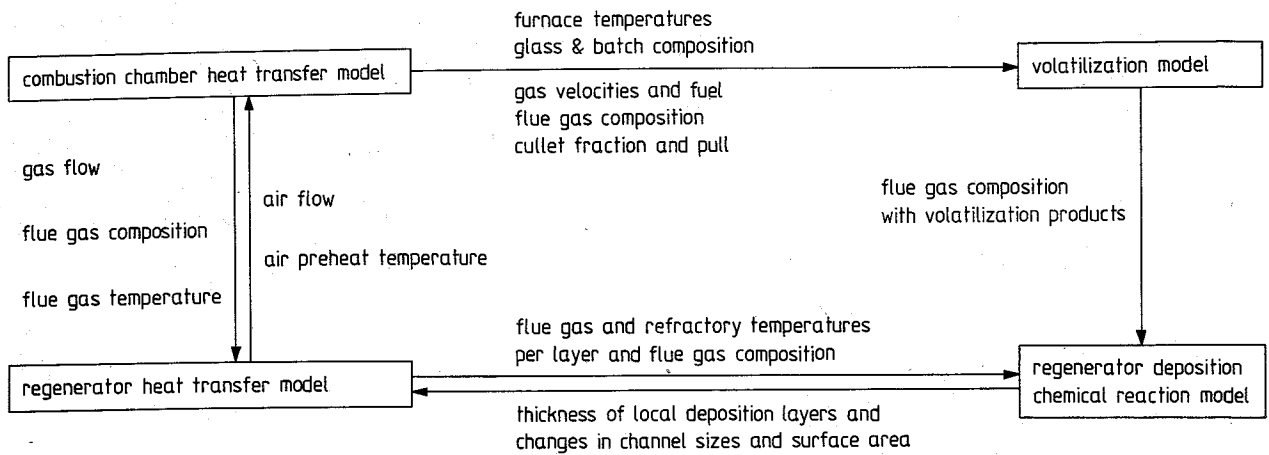 furnace temperatures
glass & batch composition
combustion chamber heat transfer model
volatilization model
gas velocities and fuel
flue gas composition
cullet fraction and pull
gas flow
air flow
flue gas composition
with volatilization products
flue gas composition
air preheat temperature
flue gas temperature
flue gas and refractory temperatures
per layer and flue gas composition
regenerator heat transfer model
regenerator deposition
chemical reaction model
thickness of local deposition layers and
changes in channel sizes and surface area